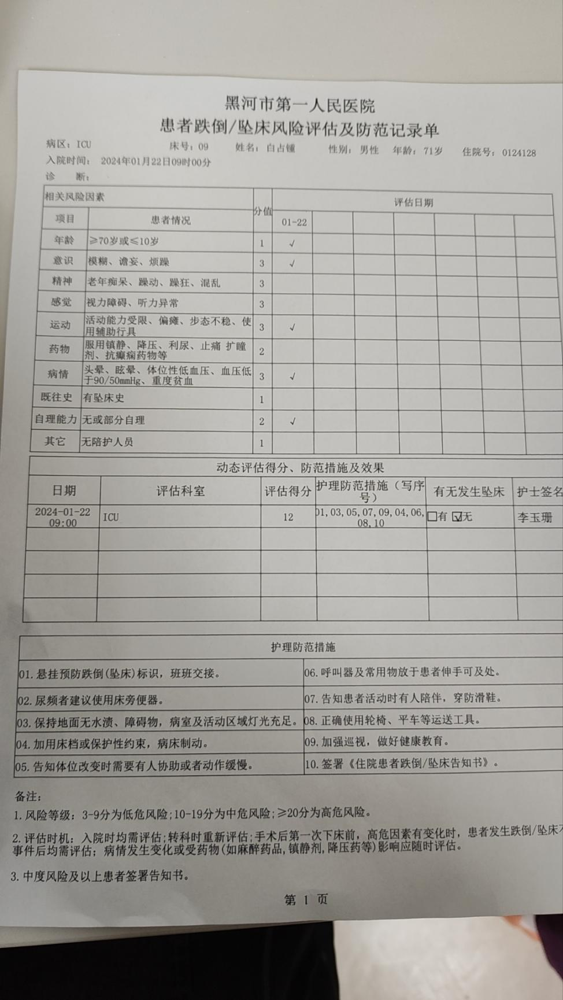 黑河市第一人民医院
患者跌倒/坠床风险评估及防范记录单
病区：ICU 床号：09 姓名：白占锺 性别：男性 年龄：71岁 住院号：0124128
入院时间： 2024年01月22日09时00分
诊 断：
相关风险因素 分值 评估日期
项目 患者情况 01-22
年龄 ≥70岁或≤10岁 1 √
意识 模糊、谵妄、烦躁 3 √
精神 老年痴呆、躁动、躁狂、混乱 3
感觉 视力障碍、听力异常 3
运动 活动能力受限、偏瘫、步态不稳、使
用辅助行具 3 √
药物 服用镇静、降压、利尿、止痛 扩瞳
剂、抗癫痫药物等 2
病情 头晕、眩晕、体位性低血压、血压低
于90/50mmHg、重度贫血 3 √
既往史 有坠床史 1
自理能力 无或部分自理 2 √
其它 无陪护人员 1
动态评估得分、防范措施及效果
日期 评估科室 评估得分 护理防范措施（写序
号） 有无发生坠床 护士签名
2024-01-22
09:00 ICU 12 01,03,05,07,09,04,06,
08,10 □有 ☑无 李玉珊
护理防范措施
01.悬挂预防跌倒(坠床)标识，班班交接。 06.呼叫器及常用物放于患者伸手可及处。
02.尿频者建议使用床旁便器。 07.告知患者活动时有人陪伴，穿防滑鞋。
03.保持地面无水渍、障碍物，病室及活动区域灯光充足。 08.正确使用轮椅、平车等运送工具。
04.加用床档或保护性约束，病床制动。 09.加强巡视，做好健康教育。
05.告知体位改变时需要有人协助或者动作缓慢。 10.签署《住院患者跌倒/坠床告知书》。
备注：
1.风险等级：3-9分为低危风险;10-19分为中危风险;≥20分为高危风险。
2.评估时机：入院时均需评估;转科时重新评估;手术后第一次下床前，高危因素有变化时，患者发生跌倒/坠床不
事件后均需评估；病情发生变化或受药物(如麻醉药品,镇静剂,降压药等)影响应随时评估。
3.中度风险及以上患者签署告知书。
第 1 页